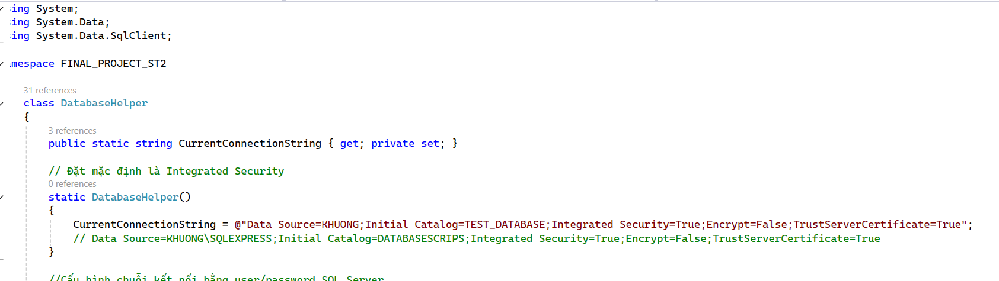 ing System;
ing System.Data;
ing System.Data.SqlClient;
mespace FINAL_PROJECT_ST2
31 references
class DatabaseHelper
{
3 references
public static string CurrentConnectionString { get; private set; }
// Đặt mặc định là Integrated Security
0 references
static DatabaseHelper()
{
CurrentConnectionString = @"Data Source=KHUONG;Initial Catalog=TEST_DATABASE;Integrated Security=True;Encrypt=False;TrustServerCertificate=True";
// Data Source=KHUONG\SQLEXPRESS;Initial Catalog=DATABASESCRIPS;Integrated Security=True;Encrypt=False;TrustServerCertificate=True
}
//Cấu hình chuỗi kết nối bằng user/password SQL Server